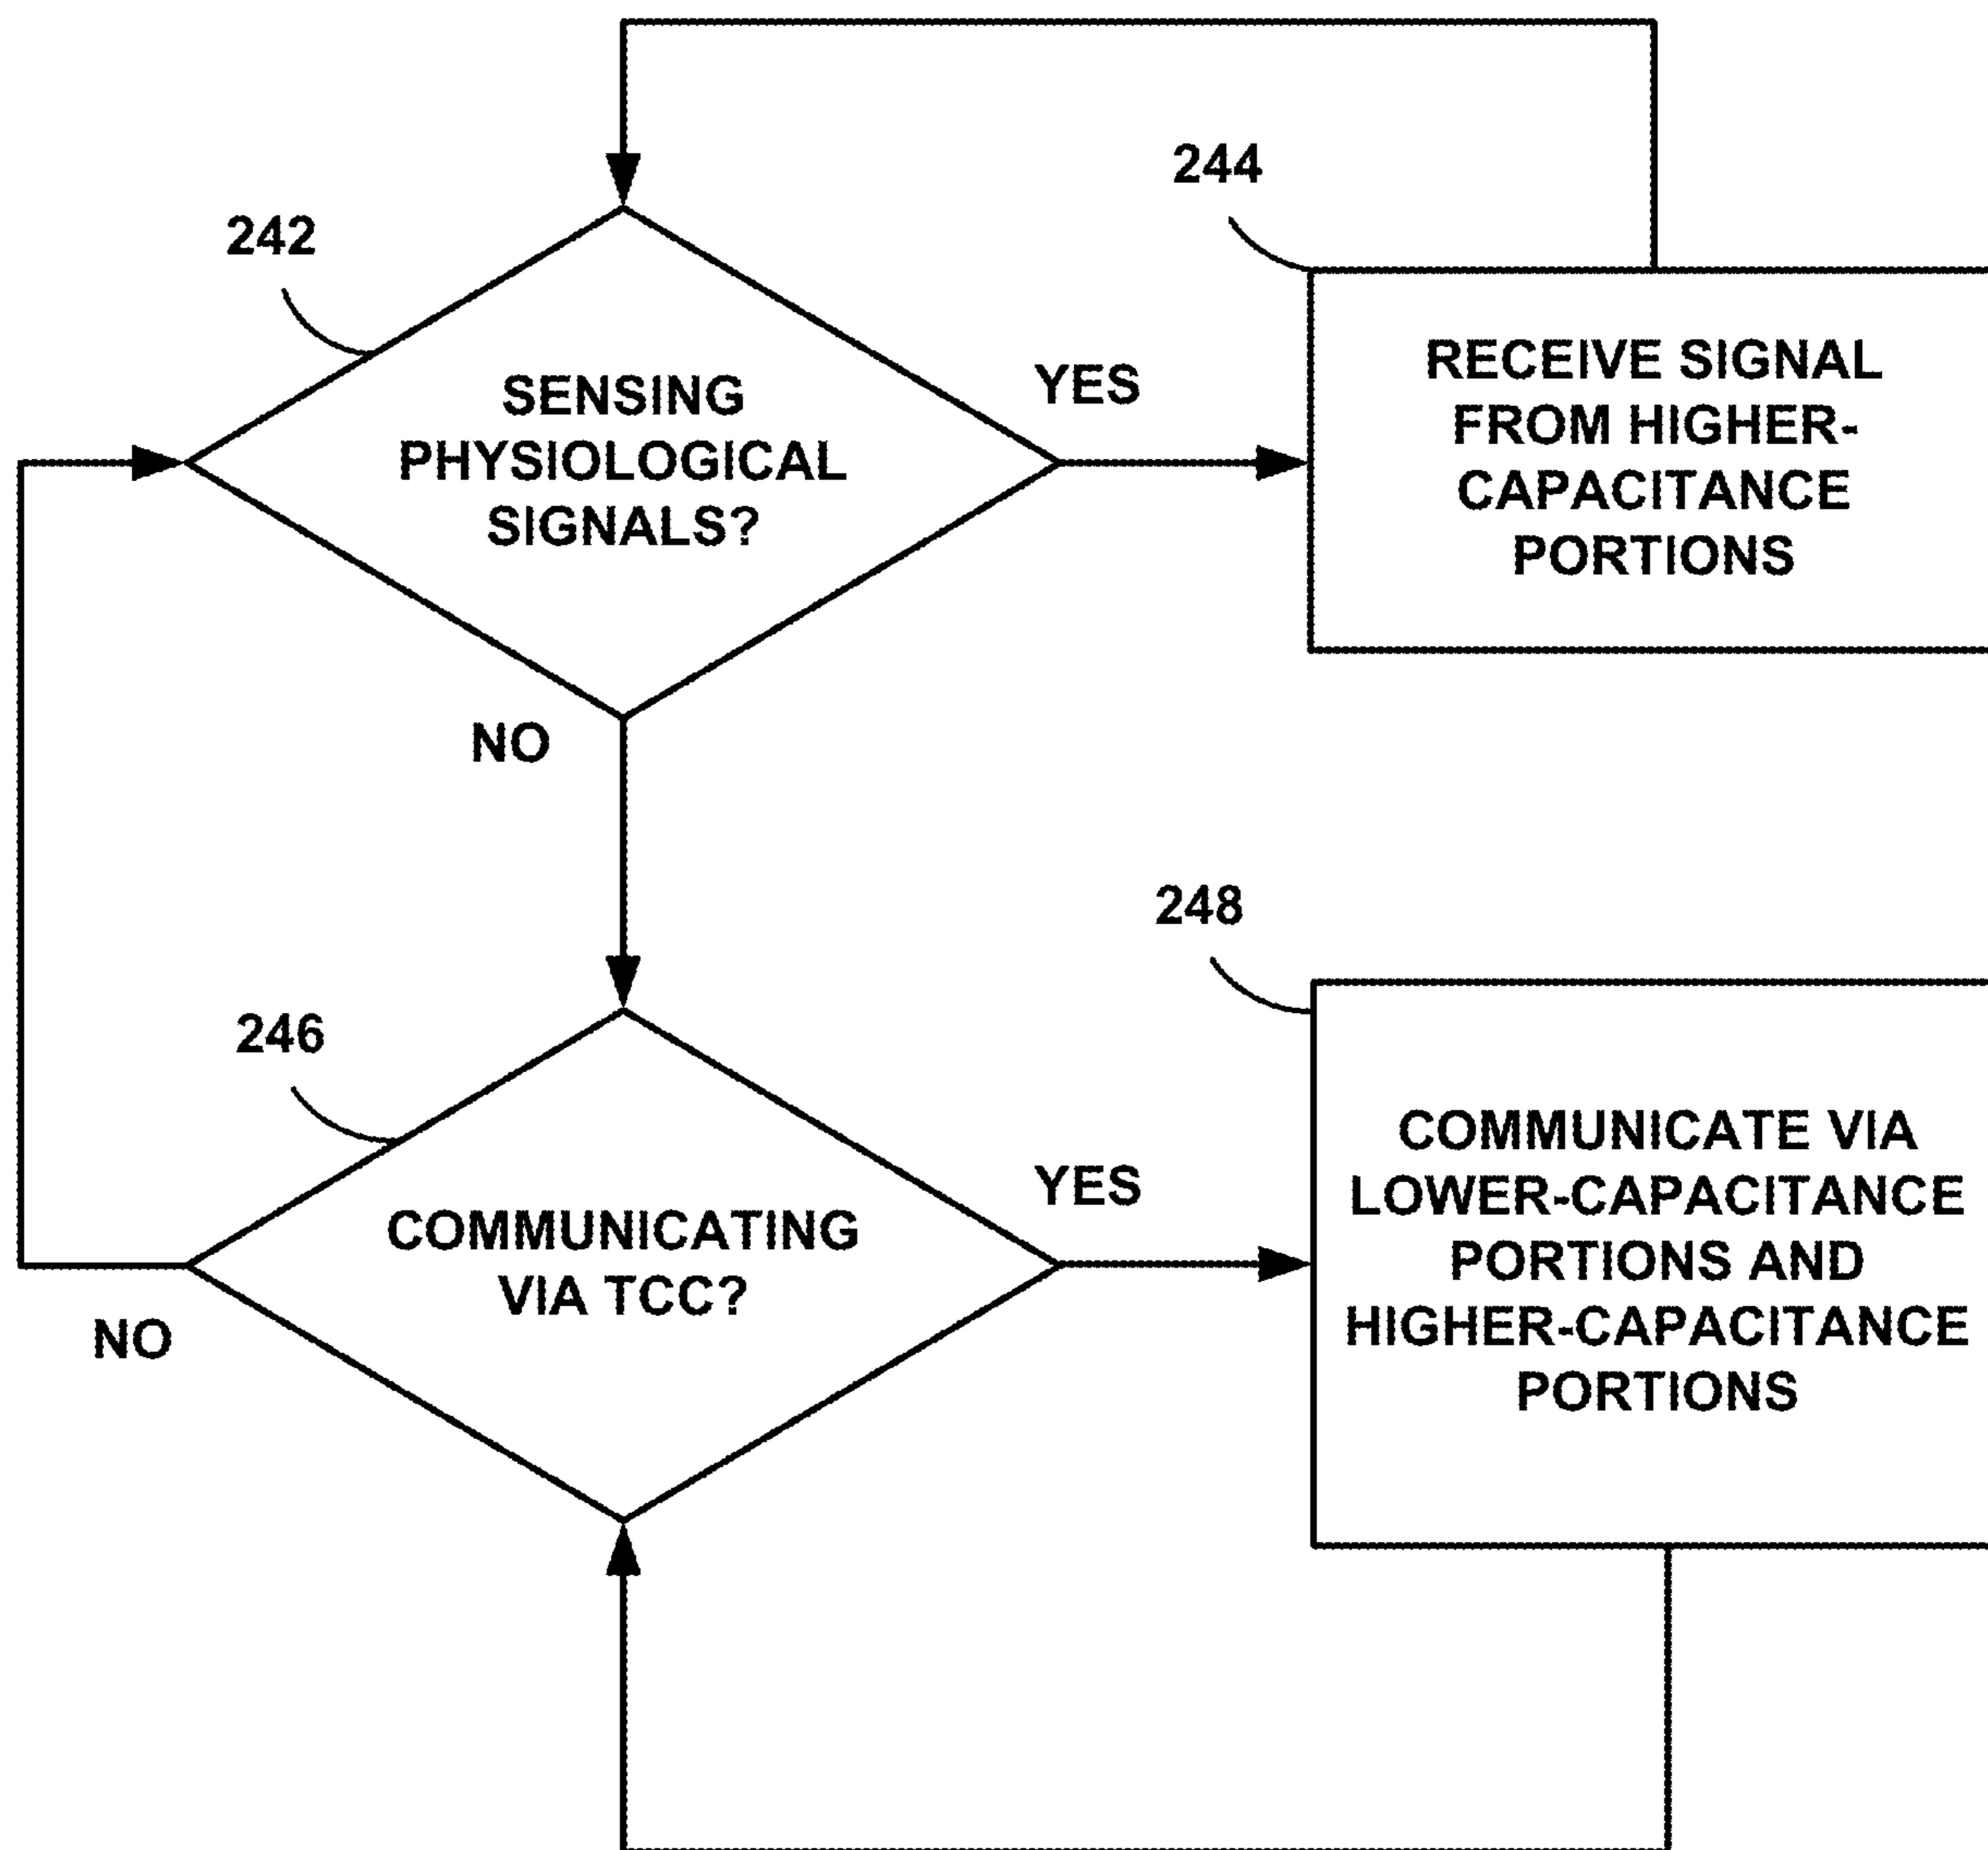 242
SENSING
PHYSIOLOGICAL
SIGNALS?
YES
244
RECEIVE SIGNAL
FROM HIGHER-
CAPACITANCE
PORTIONS
NO
246
COMMUNICATING
VIA TCC?
YES
NO
248
COMMUNICATE VIA
LOWER-CAPACITANCE
PORTIONS AND
HIGHER-CAPACITANCE
PORTIONS